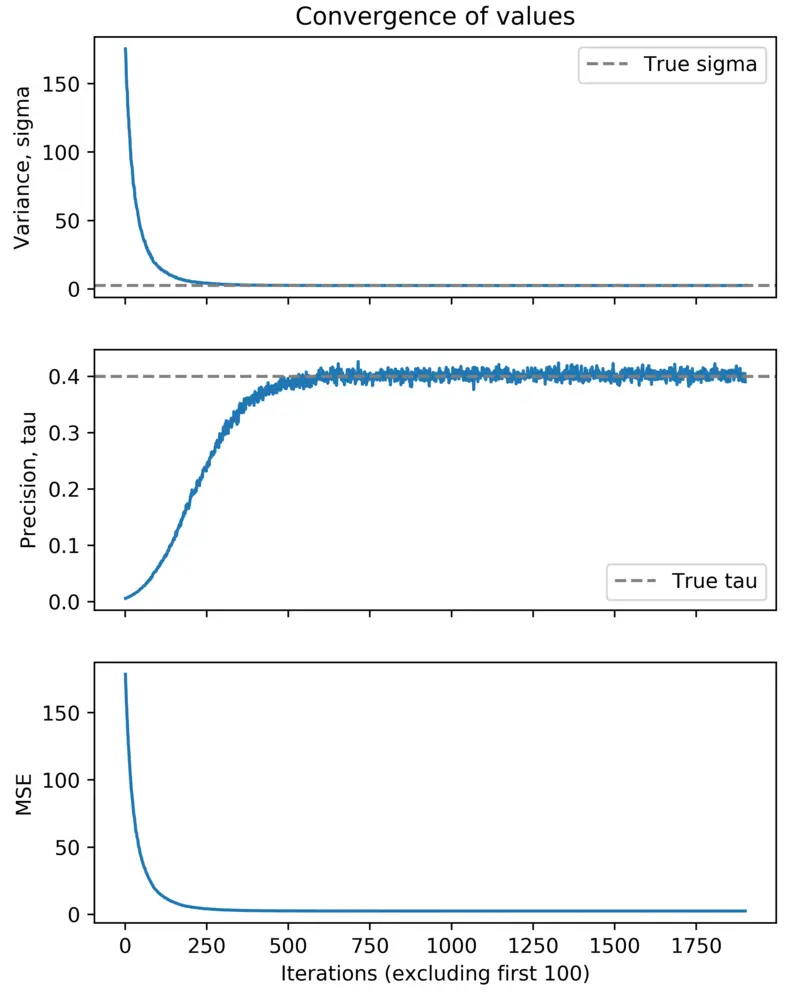 Convergence of values
Variance, sigma
150
100
50
0
True sigma
Precision, tau
0.4
0.3
0.2
0.1
0.0
True tau
MSE
150
100
50
0
0 250 500 750 1000 1250 1500 1750
Iterations (excluding first 100)